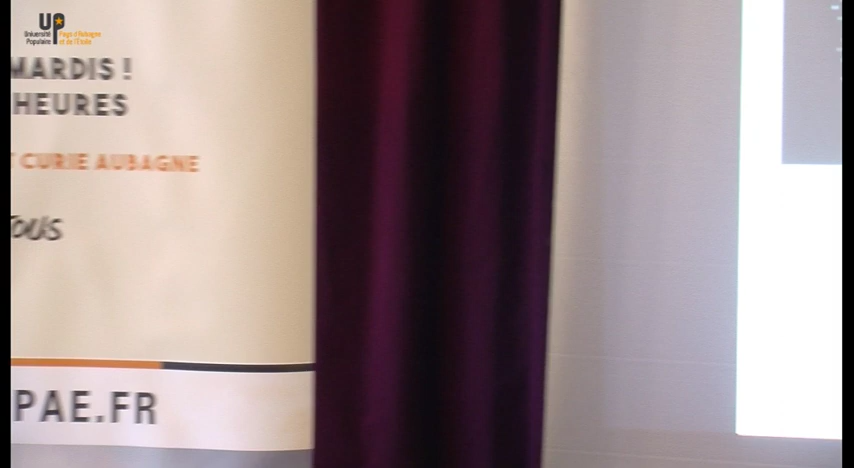 UP
Université Pays d'Aubagne
Populaire et de l'Etoile
MARDIS !
HEURES
CURIE AUBAGNE
TOUS
PAE.FR